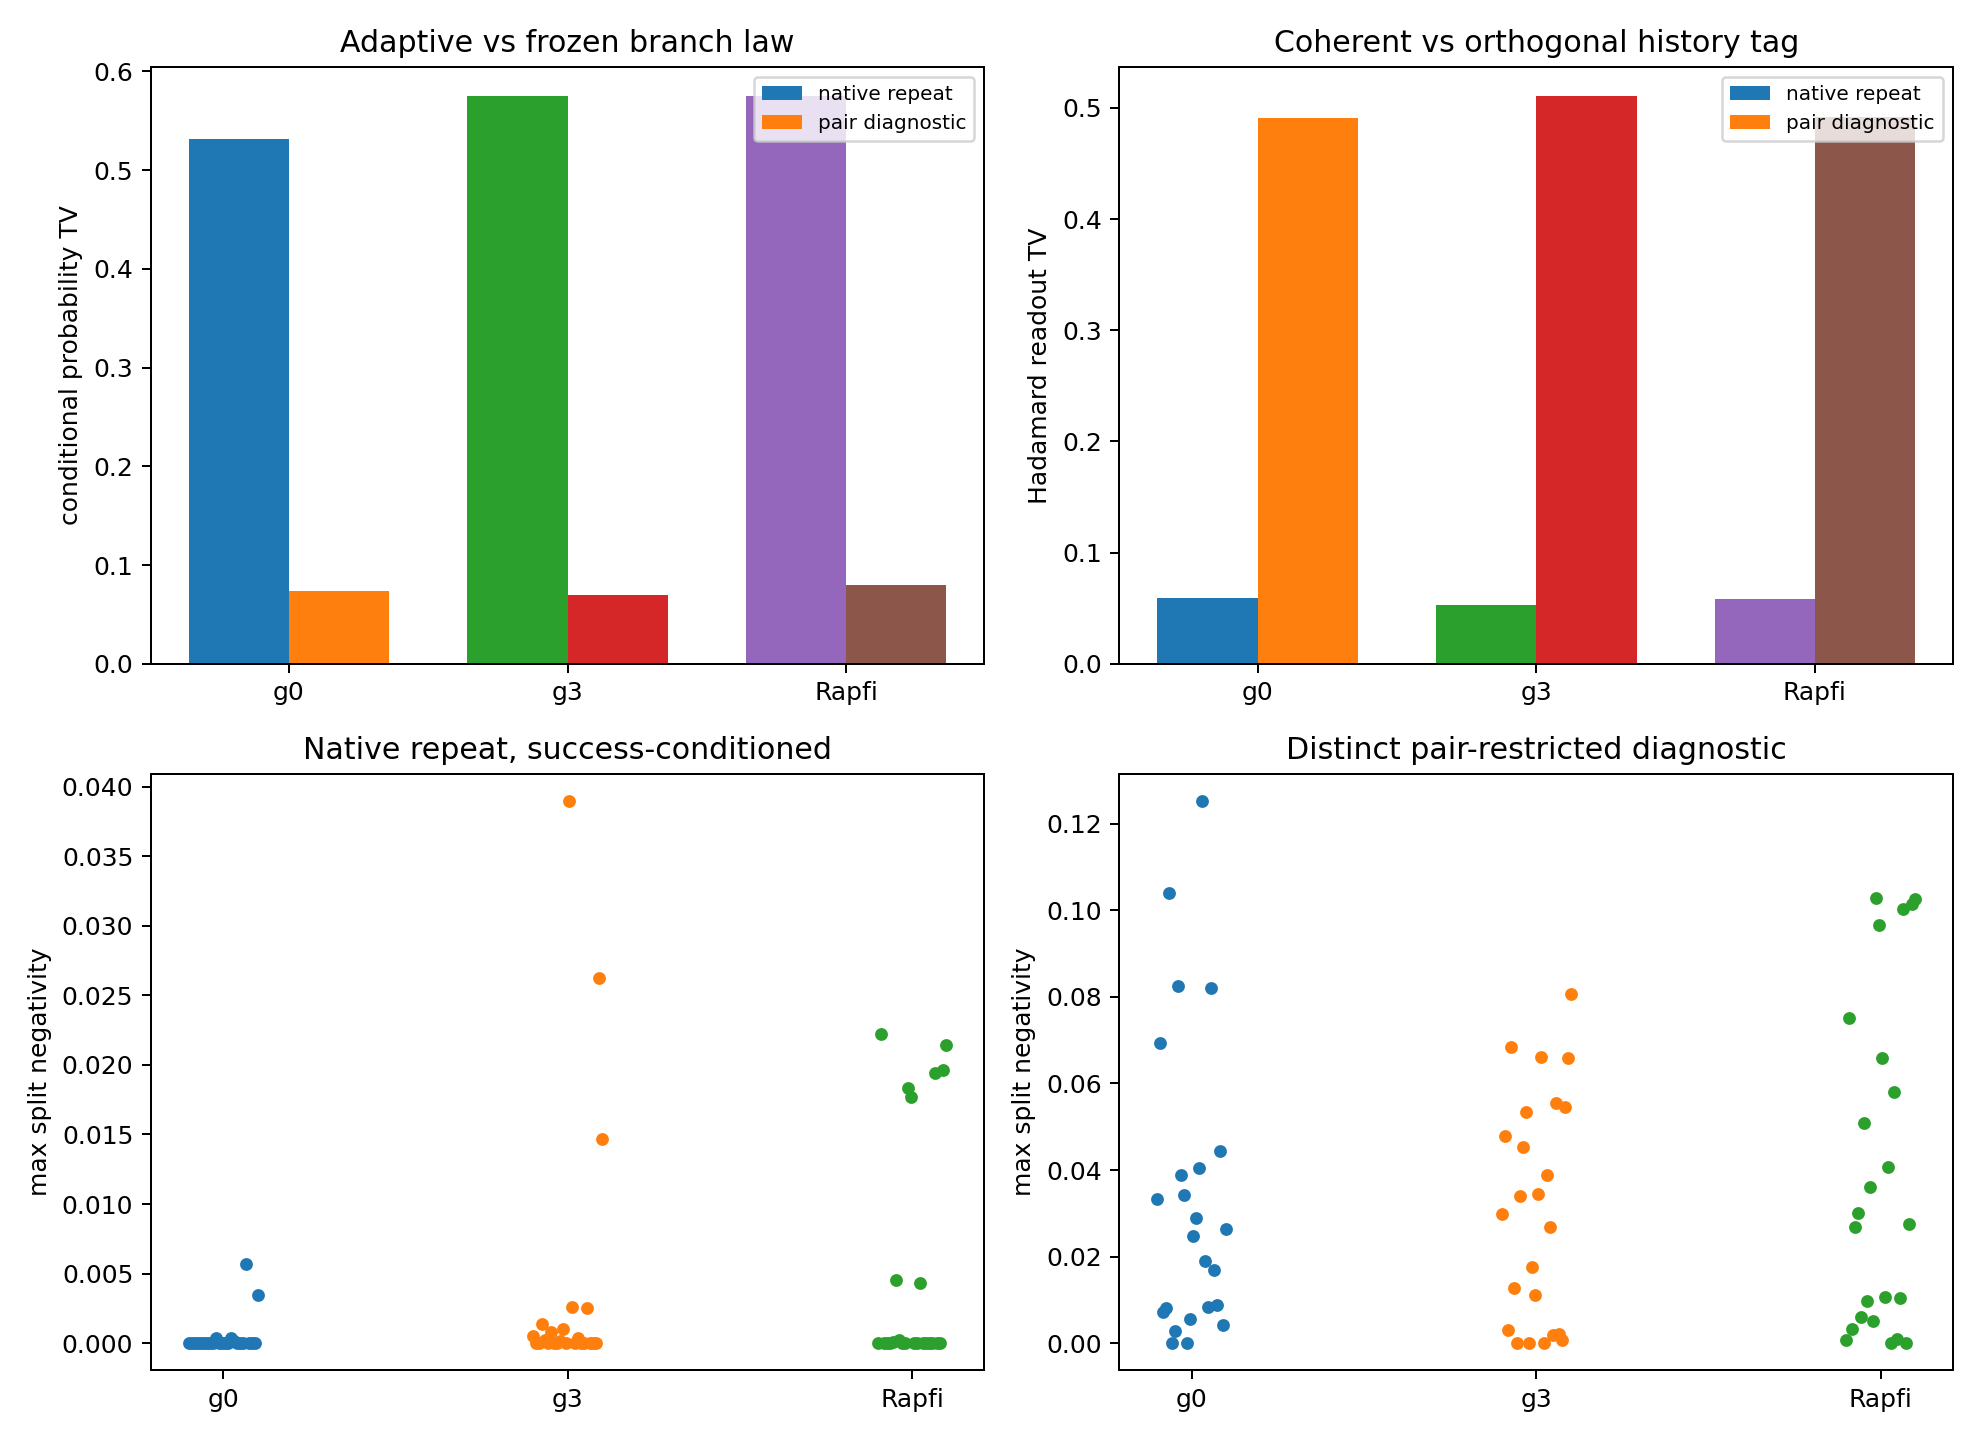 Adaptive vs frozen branch law
conditional probability TV
0.6
0.5
0.4
0.3
0.2
0.1
0.0
native repeat
pair diagnostic
g0
g3
Rapfi
Coherent vs orthogonal history tag
Hadamard readout TV
0.5
0.4
0.3
0.2
0.1
0.0
native repeat
pair diagnostic
g0
g3
Rapfi
Native repeat, success-conditioned
max split negativity
0.040
0.035
0.030
0.025
0.020
0.015
0.010
0.005
0.000
g0
g3
Rapfi
Distinct pair-restricted diagnostic
max split negativity
0.12
0.10
0.08
0.06
0.04
0.02
0.00
g0
g3
Rapfi